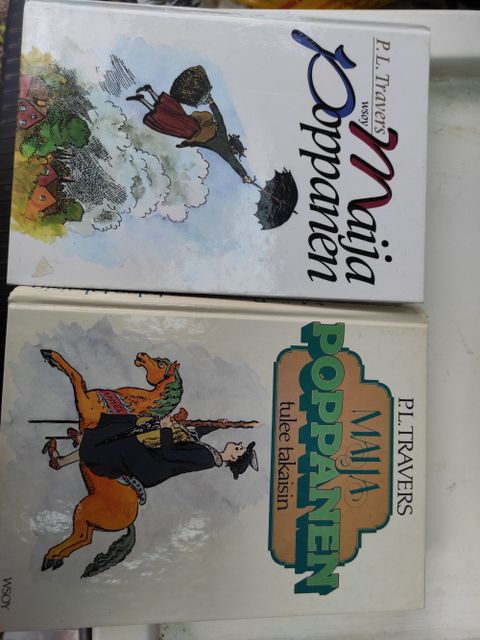 P.L. Travers
Maija
Poppanen
WSOY
P.L. TRAVERS
MAIJA
POPPANEN
tulee takaisin
WSOY